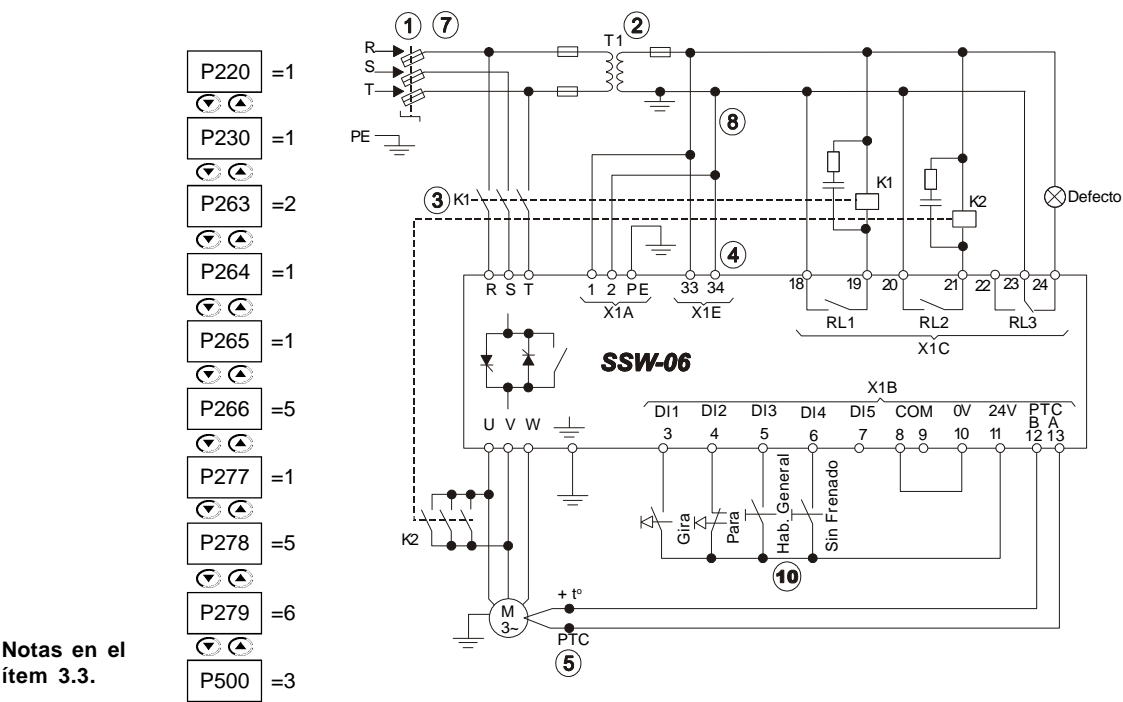 P220 =1
P230 =1
P263 =2
P264 =1
P265 =1
P266 =5
P277 =1
P278 =5
P279 =6
P500 =3
Notas en el
ítem 3.3.
1 7 2
R
S
T
T1
PE
8
3 K1
K1
K2
Defecto
4
R S T 1 2 PE 33 34 18 19 20 21 22 23 24
X1A X1E RL1 RL2 RL3
X1C
SSW-06
X1B
U V W DI1 DI2 DI3 DI4 DI5 COM 0V 24V PTC
B A
3 4 5 6 7 8 9 10 11 12 13
Gira
Para
Hab. General
Sin Frenado
K2
10
M
3~
+ tº
PTC
5